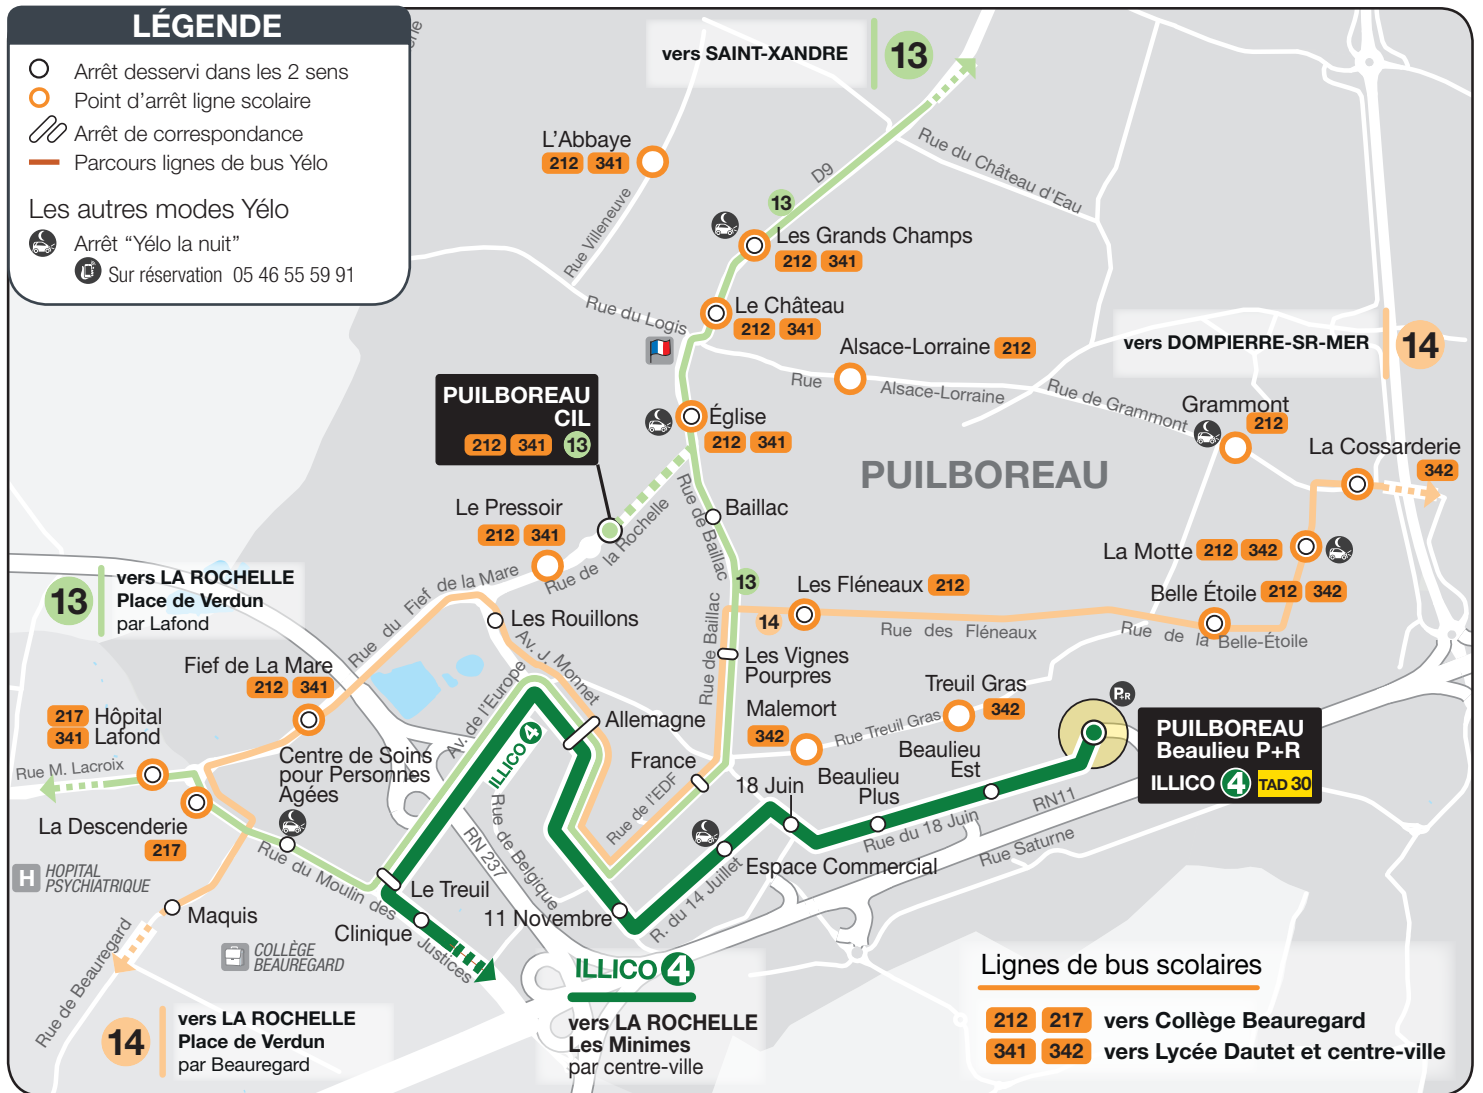 LÉGENDE
Arrêt desservi dans les 2 sens
Point d'arrêt ligne scolaire
Arrêt de correspondance
Parcours lignes de bus Yélo
Les autres modes Yélo
Arrêt “Yélo la nuit”
Sur réservation 05 46 55 59 91
vers SAINT-XANDRE
13
Rue du Château d'Eau
D9
13
L'Abbaye
212 341
Rue Villeneuve
Les Grands Champs
212 341
Rue du Logis
Le Château
212 341
Alsace-Lorraine 212
Rue Alsace-Lorraine
vers DOMPIERRE-SR-MER
14
Rue de Grammont
Grammont
212
La Cossarderie
342
PUILBOREAU
CIL
212 341 13
Église
212 341
PUILBOREAU
Rue de Baillac
Baillac
Le Pressoir
212 341
Rue de la Rochelle
La Motte 212 342
13
vers LA ROCHELLE
Place de Verdun
par Lafond
Rue du Fief de la Mare
Les Rouillons
13
Les Fléneaux 212
14
Rue des Fléneaux
Belle Étoile 212 342
Rue de la Belle-Étoile
Rue de Baillac
Av. J. Monnet
Av. de l'Europe
Fief de La Mare
212 341
Les Vignes
Pourpres
Malemort
342
Treuil Gras
342
Rue Treuil Gras
P+R
217 Hôpital
341 Lafond
Rue M. Lacroix
Centre de Soins
pour Personnes
Agées
ILLICO 4
Allemagne
France
Rue de l'EDF
18 Juin
Beaulieu
Plus
Beaulieu
Est
PUILBOREAU
Beaulieu P+R
ILLICO 4 TAD 30
RN11
Rue du 18 Juin
Rue Saturne
La Descenderie
217
Rue du Moulin des Justices
RN 237
Rue de Belgique
Espace Commercial
R. du 14 Juillet
H HOPITAL
PSYCHIATRIQUE
Le Treuil
11 Novembre
Maquis
Clinique
COLLÈGE
BEAUREGARD
Rue de Beauregard
14
vers LA ROCHELLE
Place de Verdun
par Beauregard
ILLICO 4
vers LA ROCHELLE
Les Minimes
par centre-ville
Lignes de bus scolaires
212 217 vers Collège Beauregard
341 342 vers Lycée Dautet et centre-ville